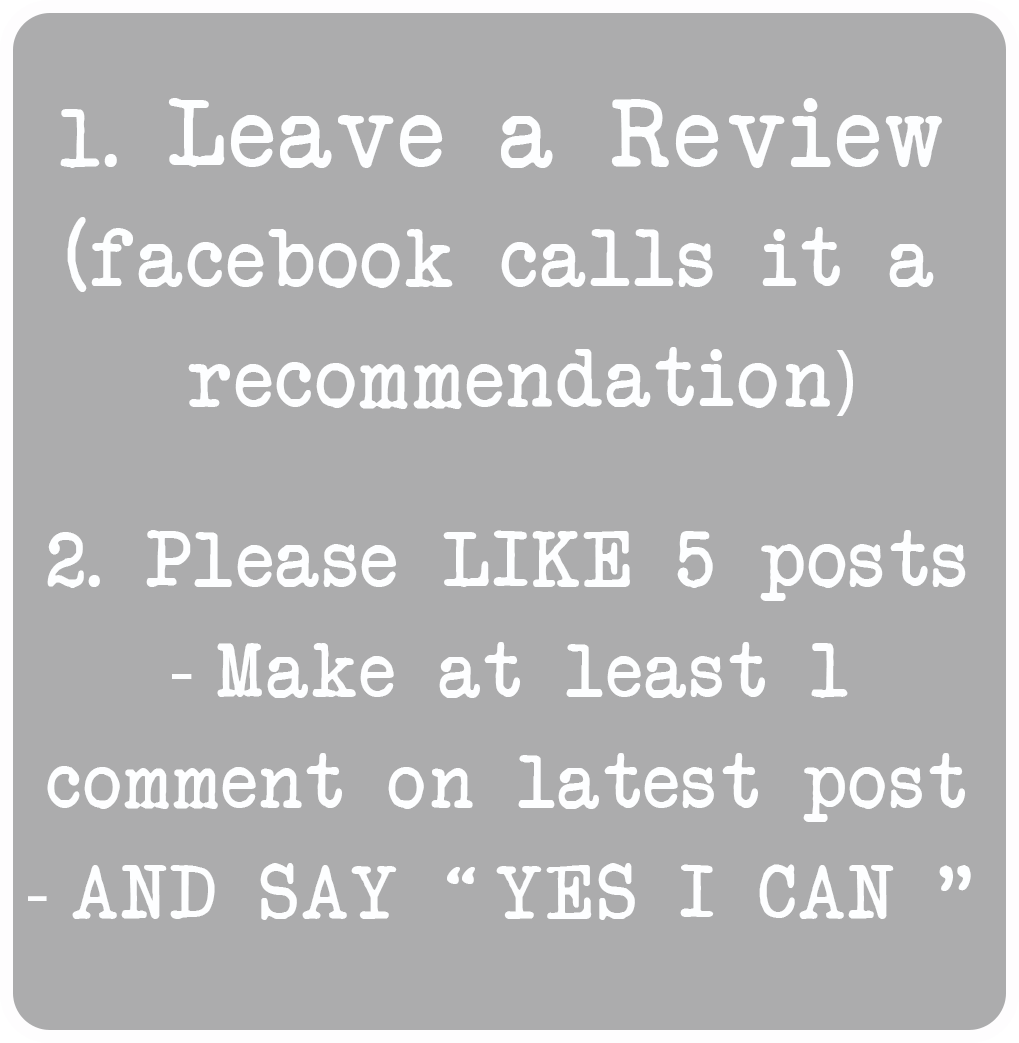 1. Leave a Review
(facebook calls it a
recommendation)
2. Please LIKE 5 posts
- Make at least 1
comment on latest post
- AND SAY “YES I CAN ”